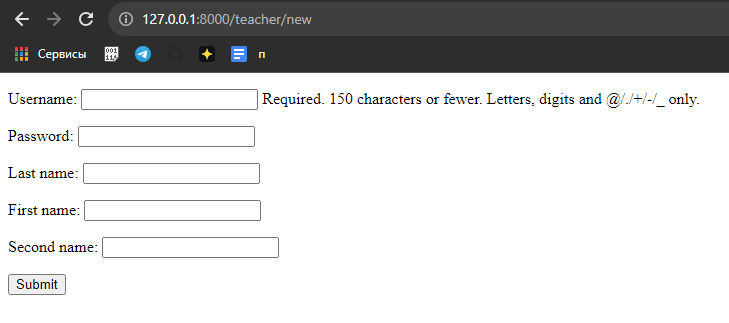 127.0.0.1:8000/teacher/new
Сервисы п
Username: Required. 150 characters or fewer. Letters, digits and @/./+/-/_ only.
Password:
Last name:
First name:
Second name:
Submit